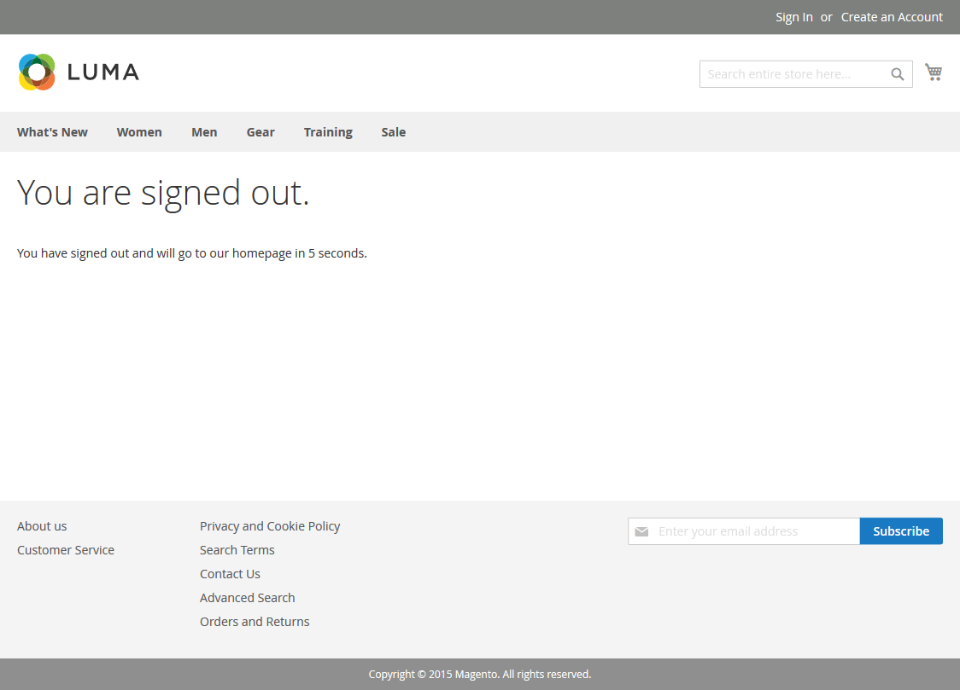 Sign In or Create an Account
LUMA
Search entire store here...
What's New Women Men Gear Training Sale
You are signed out.
You have signed out and will go to our homepage in 5 seconds.
About us
Customer Service
Privacy and Cookie Policy
Search Terms
Contact Us
Advanced Search
Orders and Returns
Enter your email address
Subscribe
Copyright © 2015 Magento. All rights reserved.